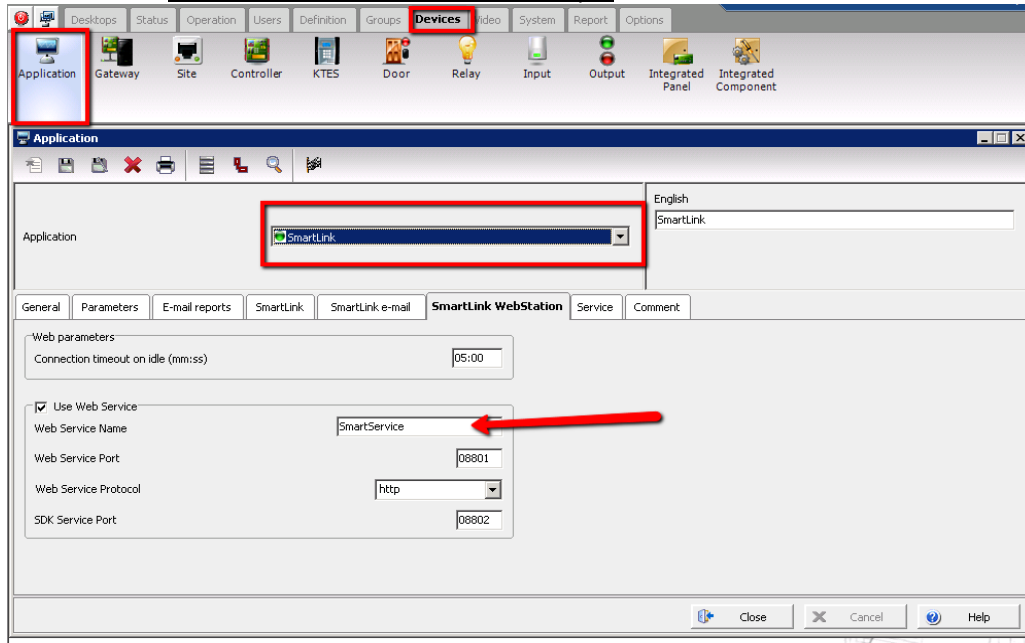 Desktops Status Operation Users Definition Groups Devices Video System Report Options
Application Gateway Site Controller KTES Door Relay Input Output Integrated Panel Integrated Component
Application
English
SmartLink
Application SmartLink
General Parameters E-mail reports SmartLink SmartLink e-mail SmartLink WebStation Service Comment
Web parameters
Connection timeout on idle (mm:ss) 05:00
Use Web Service
Web Service Name SmartService
Web Service Port 08801
Web Service Protocol http
SDK Service Port 08802
Close Cancel Help